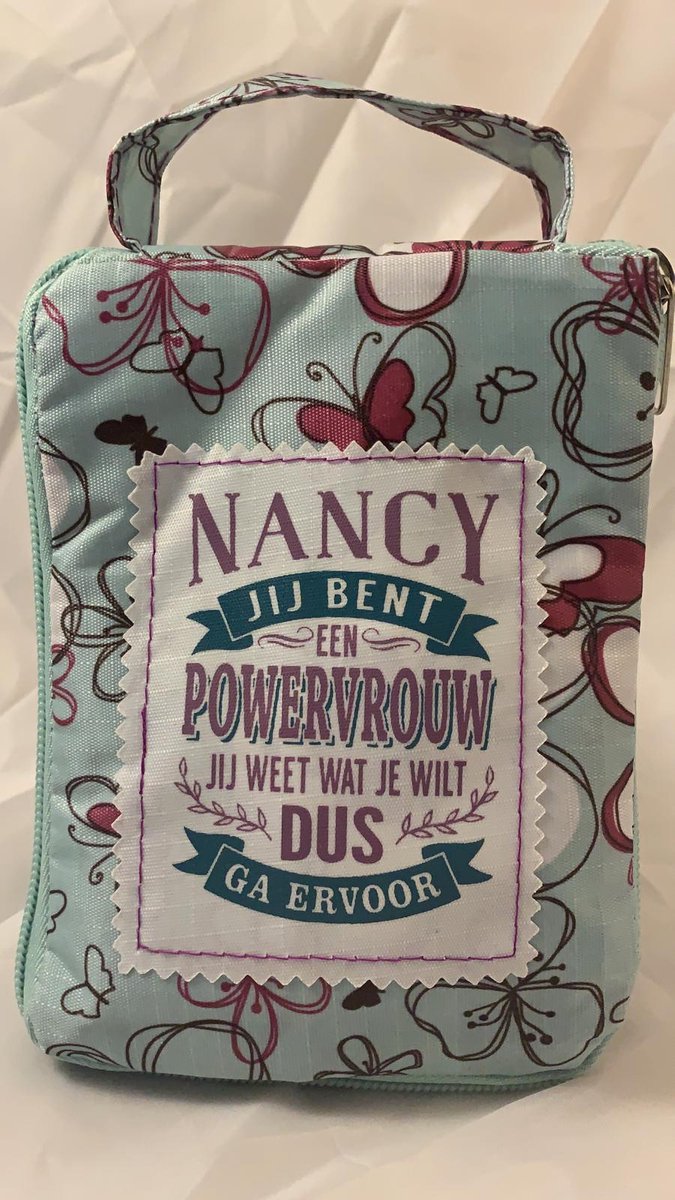 NANCY
JIJ BENT
EEN
POWERVROUW
JIJ WEET WAT JE WILT
DUS
GA ERVOOR